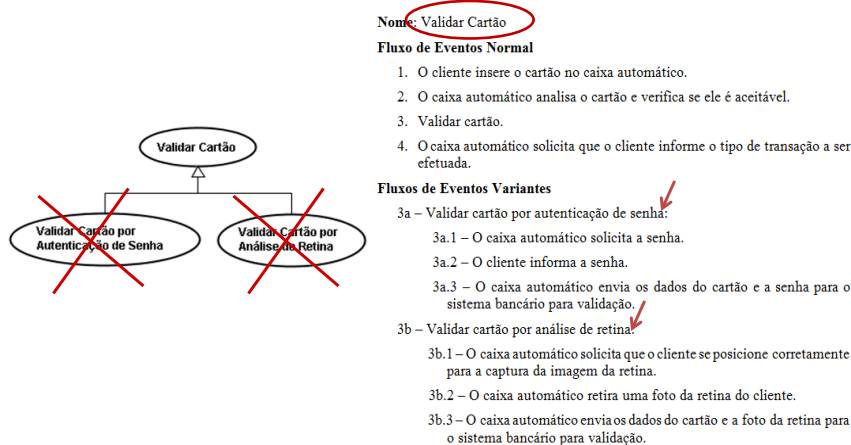 Validar Cartão
Validar Cartão por
Autenticação de Senha
Validar Cartão por
Análise de Retina
Nome: Validar Cartão
Fluxo de Eventos Normal
1. O cliente insere o cartão no caixa automático.
2. O caixa automático analisa o cartão e verifica se ele é aceitável.
3. Validar cartão.
4. O caixa automático solicita que o cliente informe o tipo de transação a ser
efetuada.
Fluxos de Eventos Variantes
3a – Validar cartão por autenticação de senha:
3a.1 – O caixa automático solicita a senha.
3a.2 – O cliente informa a senha.
3a.3 – O caixa automático envia os dados do cartão e a senha para o
sistema bancário para validação.
3b – Validar cartão por análise de retina:
3b.1 – O caixa automático solicita que o cliente se posicione corretamente
para a captura da imagem da retina.
3b.2 – O caixa automático retira uma foto da retina do cliente.
3b.3 – O caixa automático envia os dados do cartão e a foto da retina para
o sistema bancário para validação.